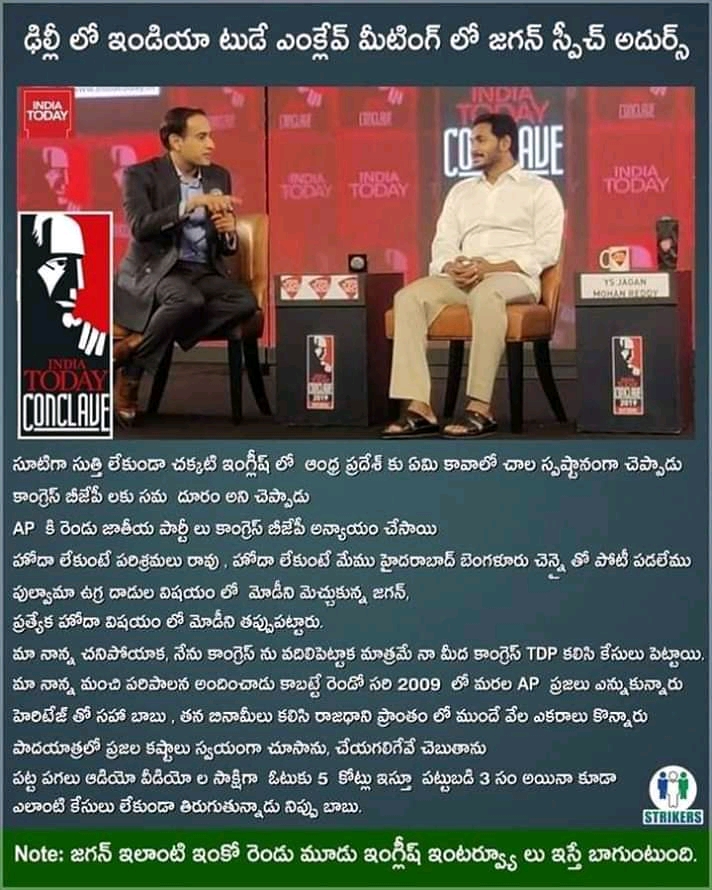 ఢిల్లీ లో ఇండియా టుడే ఎంక్లేవ్ మీటింగ్ లో జగన్ స్పీచ్ అదుర్స్
INDIA
TODAY
INDIA
TODAY
CONCLAVE
INDIA
TODAY
INDIA
TODAY
INDIA
TODAY
YS JAGAN
MOHAN REDDY
INDIA
TODAY
CONCLAVE
సూటిగా సుత్తి లేకుండా చక్కటి ఇంగ్లీష్ లో ఆంధ్ర ప్రదేశ్ కు ఏమి కావాలో చాల స్పష్టానంగా చెప్పాడు
కాంగ్రెస్ బీజేపీ లకు సమ దూరం అని చెప్పాడు
AP కి రెండు జాతీయ పార్టీ లు కాంగ్రెస్ బీజేపీ అన్యాయం చేసాయి
హోదా లేకుంటే పరిశ్రమలు రావు , హోదా లేకుంటే మేము హైదరాబాద్ బెంగళూరు చెన్నై తో పోటీ పడలేము
పుల్వామా ఉగ్ర దాడుల విషయం లో మోడీని మెచ్చుకున్న జగన్,
ప్రత్యేక హోదా విషయం లో మోడీని తప్పుపట్టారు.
మా నాన్న చనిపోయాక, నేను కాంగ్రెస్ ను వదిలిపెట్టాక మాత్రమే నా మీద కాంగ్రెస్ TDP కలిసి కేసులు పెట్టాయి.
మా నాన్న మంచి పరిపాలన అందించాడు కాబట్టే రెండో సరి 2009 లో మరల AP ప్రజలు ఎన్నుకున్నారు
హెరిటేజ్ తో సహా బాబు , తన బినామీలు కలిసి రాజధాని ప్రాంతం లో ముందే వేల ఎకరాలు కొన్నారు
పాదయాత్రలో ప్రజల కష్టాలు స్వయంగా చూసాను, చేయగలిగేవే చెబుతాను
పట్ట పగలు ఆడియో వీడియో ల సాక్షిగా ఓటుకు 5 కోట్లు ఇస్తూ పట్టుబడి 3 సం అయినా కూడా
ఎలాంటి కేసులు లేకుండా తిరుగుతున్నాడు నిప్పు బాబు.
STRIKERS
Note: జగన్ ఇలాంటి ఇంకో రెండు మూడు ఇంగ్లీష్ ఇంటర్వ్యూ లు ఇస్తే బాగుంటుంది.